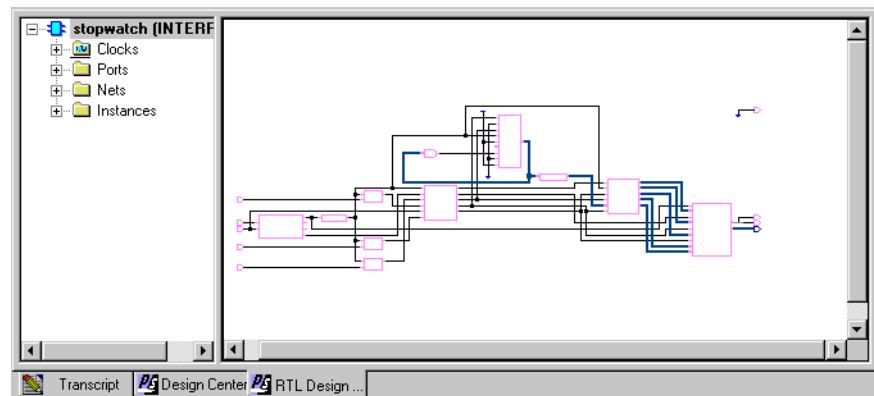 stopwatch (INTERF
Clocks
Ports
Nets
Instances
Transcript
Design Center
RTL Design ...